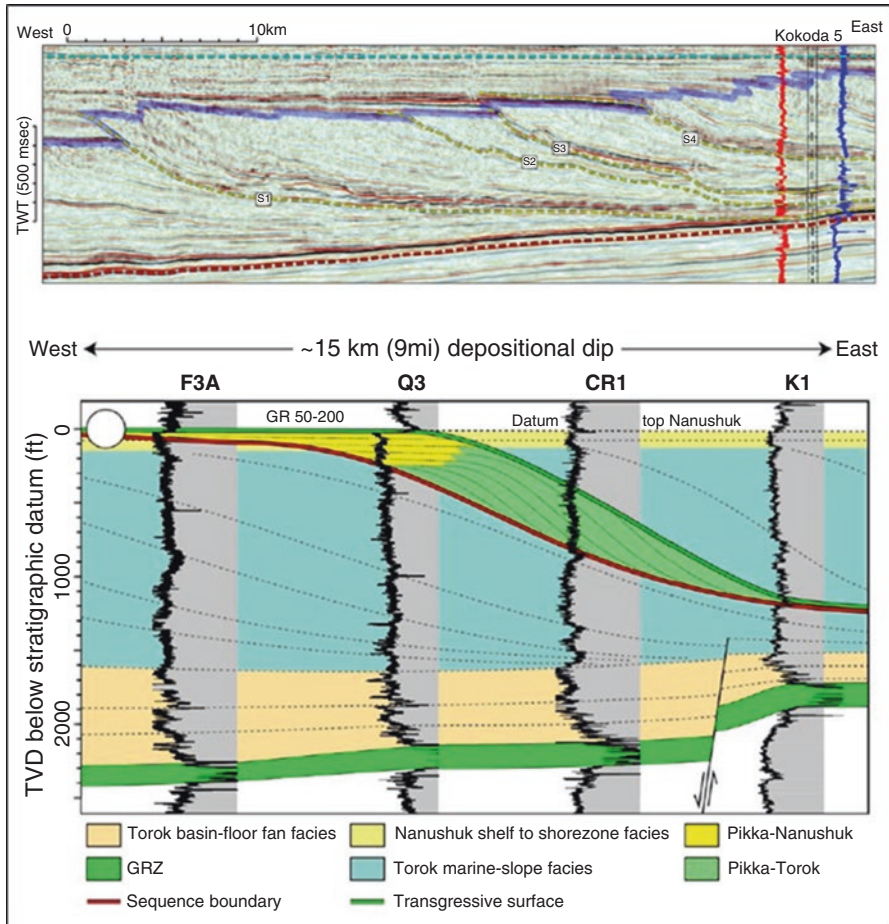 West 0 10km East
Kokoda 5
TWT (500 msec)
S1
S2
S3
S4
West ~15 km (9mi) depositional dip East
F3A Q3 CR1 K1
GR 50-200 Datum top Nanushuk
TVD below stratigraphic datum (ft)
0
1000
2000
Torok basin-floor fan facies Nanushuk shelf to shorezone facies Pikka-Nanushuk
GRZ Torok marine-slope facies Pikka-Torok
Sequence boundary Transgressive surface